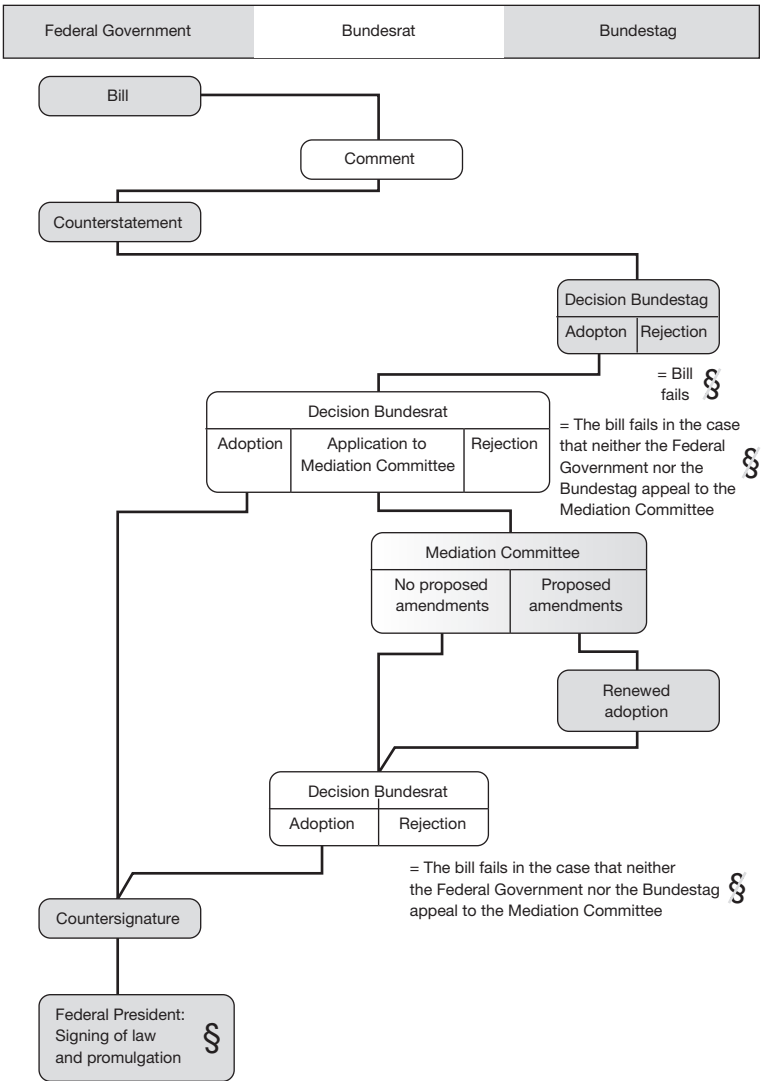 Federal Government
Bundesrat
Bundestag
Bill
Comment
Counterstatement
Decision Bundestag
Adopton
Rejection
= Bill
fails
§
Decision Bundesrat
Adoption
Application to
Mediation Committee
Rejection
= The bill fails in the case
that neither the Federal
Government nor the
Bundestag appeal to the
Mediation Committee
§
Mediation Committee
No proposed
amendments
Proposed
amendments
Renewed
adoption
Decision Bundesrat
Adoption
Rejection
= The bill fails in the case that neither
the Federal Government nor the Bundestag
appeal to the Mediation Committee
§
Countersignature
Federal President:
Signing of law
and promulgation
§